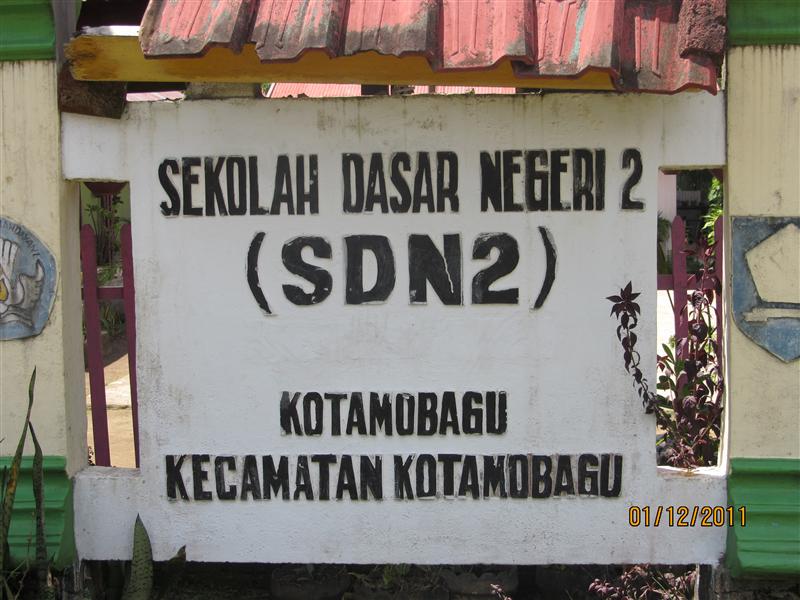 SEKOLAH DASAR NEGERI 2
(SDN2)
KOTAMOBAGU
KECAMATAN KOTAMOBAGU
01/12/2011